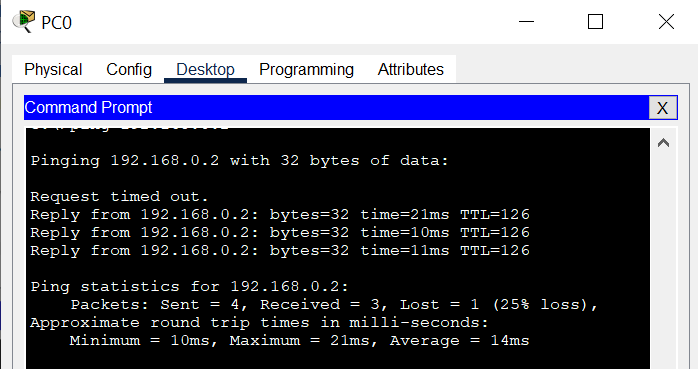 PC0
Physical Config Desktop Programming Attributes
Command Prompt
X
Pinging 192.168.0.2 with 32 bytes of data:
Request timed out.
Reply from 192.168.0.2: bytes=32 time=21ms TTL=126
Reply from 192.168.0.2: bytes=32 time=10ms TTL=126
Reply from 192.168.0.2: bytes=32 time=11ms TTL=126
Ping statistics for 192.168.0.2:
Packets: Sent = 4, Received = 3, Lost = 1 (25% loss),
Approximate round trip times in milli-seconds:
Minimum = 10ms, Maximum = 21ms, Average = 14ms